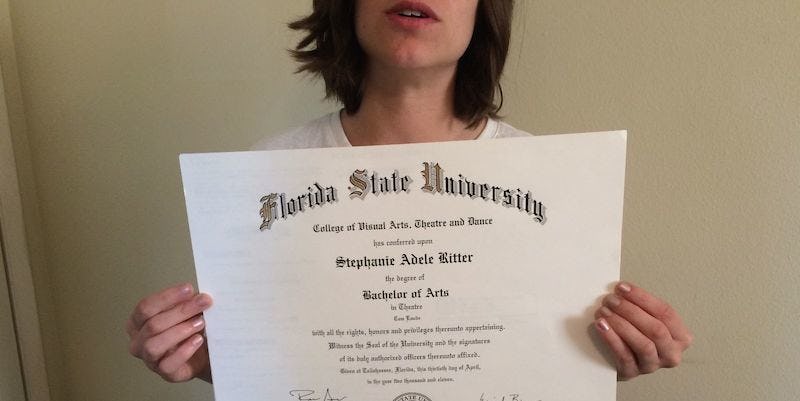 Florida State University
College of Visual Arts, Theatre and Dance
has conferred upon
Stephanie Adele Ritter
the degree of
Bachelor of Arts
in Theatre
Cum Laude
with all the rights, honors and privileges thereunto appertaining.
Witness the Seal of the University and the signatures
of its duly authorized officers thereunto affixed.
Given at Tallahassee, Florida, this thirtieth day of April,
in the year two thousand and eleven.
STATE